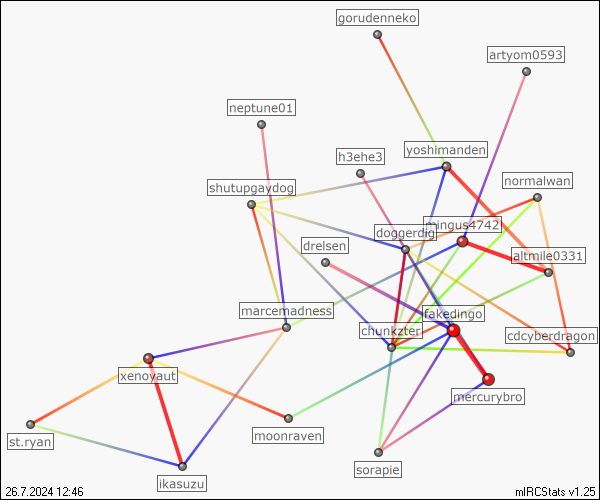 gorudenneko
artyom0593
neptune01
yoshimanden
h3ehe3
normalwan
shutupgaydog
mingus4742
doggerdig
drelsen
altmile0331
marcemadness
fakedingo
chunkzter
cdcyberdragon
xenoyaut
mercurybro
moonraven
st.ryan
sorapie
ikasuzu
26.7.2024 12:46
mIRCStats v1.25